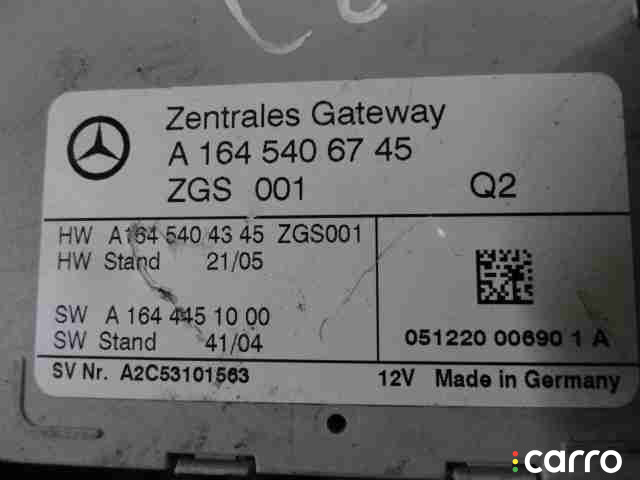 Zentrales Gateway
A 164 540 67 45
ZGS 001 Q2
HW A164 540 43 45 ZGS001
HW Stand 21/05
SW A 164 445 10 00
SW Stand 41/04
051220 00690 1 A
SV Nr. A2C53101563 12V Made in Germany
carro